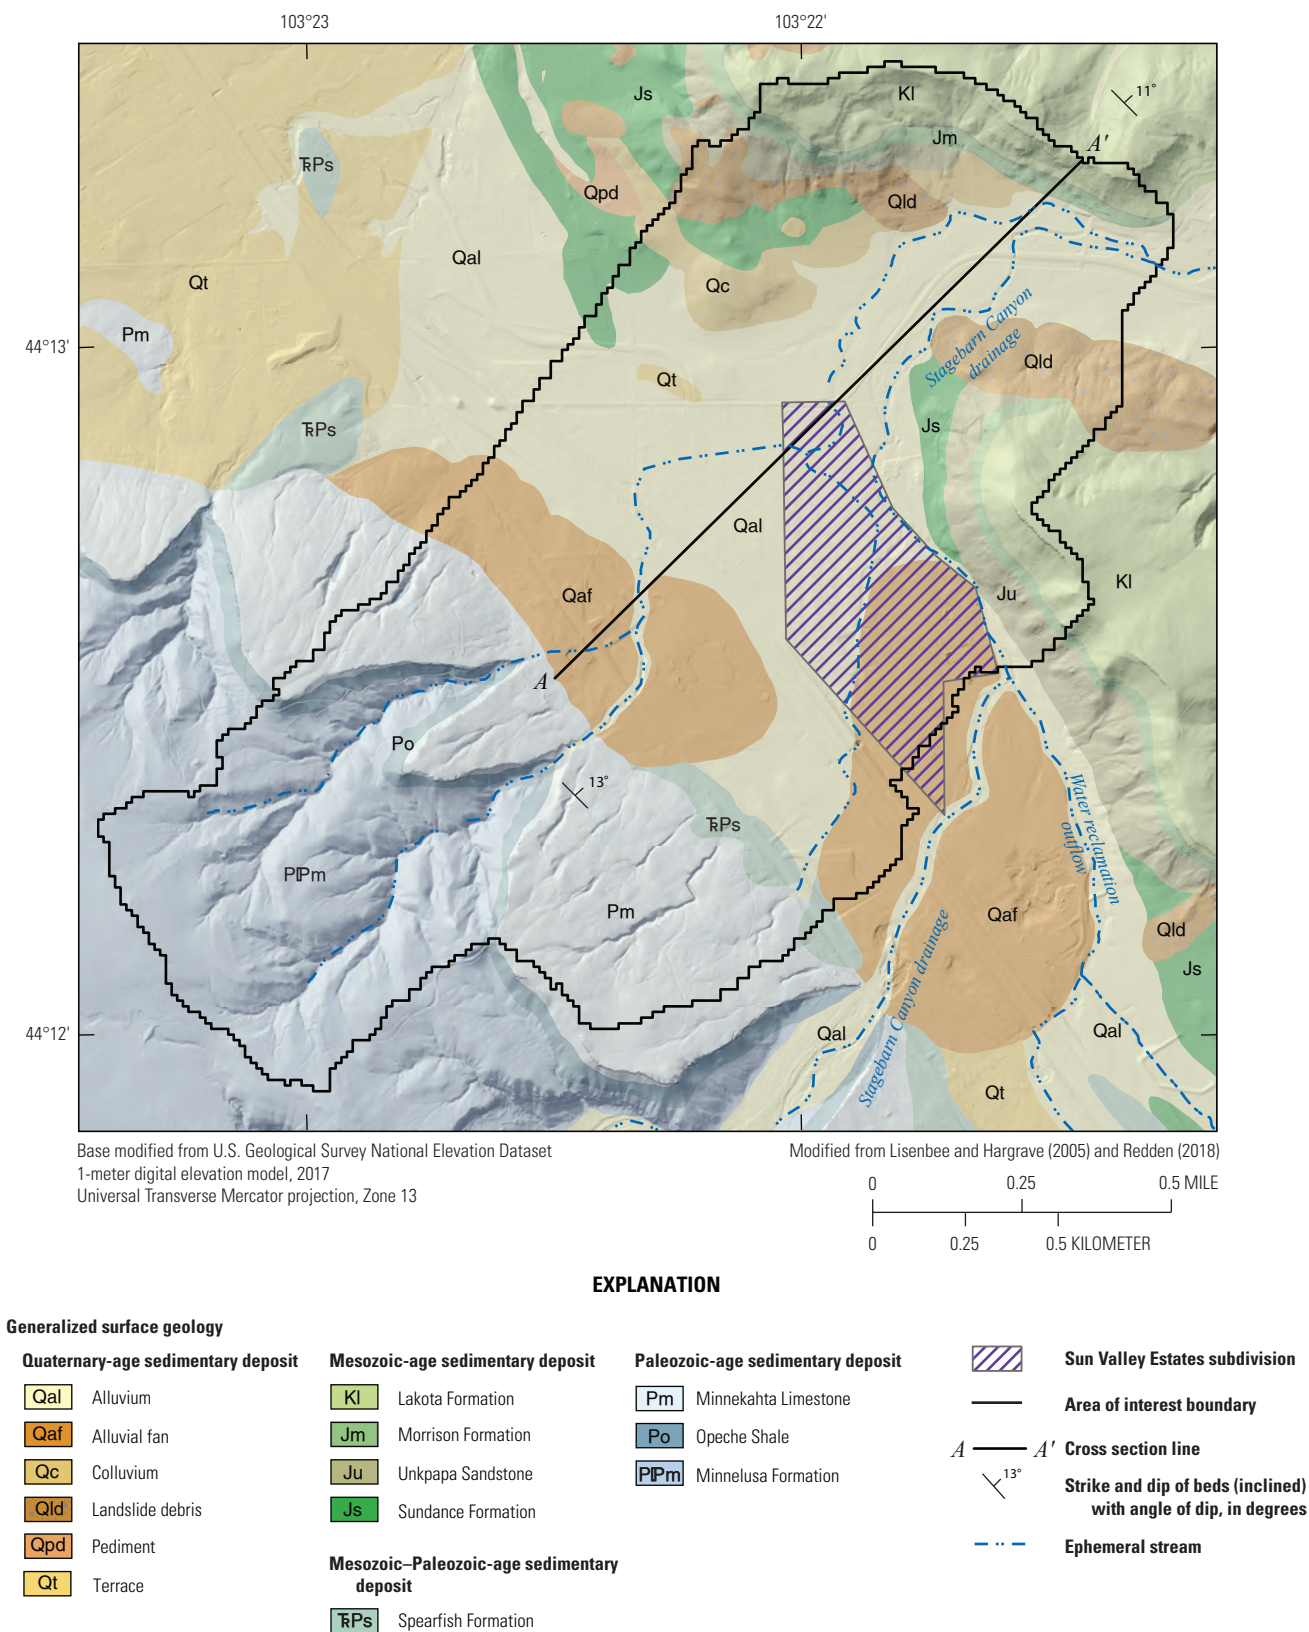 103°23
103°22'
Js
Kl
11°
Jm
A'
TRPs
Qpd
Qld
Qal
Qt
Qc
Pm
44°13'
Stagebarn Canyon
drainage
Qld
Qt
Js
TRPs
Qal
Kl
Qaf
Ju
A
Po
13°
Water reclamation
outflow
TRPs
PIPm
Pm
Qaf
Qld
Stagebarn Canyon drainage
Js
44°12'
Qal
Qal
Qt
Base modified from U.S. Geological Survey National Elevation Dataset
1-meter digital elevation model, 2017
Universal Transverse Mercator projection, Zone 13
Modified from Lisenbee and Hargrave (2005) and Redden (2018)
0 0.25 0.5 MILE
0 0.25 0.5 KILOMETER
EXPLANATION
Generalized surface geology
Quaternary-age sedimentary deposit
Qal Alluvium
Qaf Alluvial fan
Qc Colluvium
Qld Landslide debris
Qpd Pediment
Qt Terrace
Mesozoic-age sedimentary deposit
Kl Lakota Formation
Jm Morrison Formation
Ju Unkpapa Sandstone
Js Sundance Formation
Mesozoic–Paleozoic-age sedimentary
deposit
TRPs Spearfish Formation
Paleozoic-age sedimentary deposit
Pm Minnekahta Limestone
Po Opeche Shale
PIPm Minnelusa Formation
Sun Valley Estates subdivision
Area of interest boundary
A A' Cross section line
13° Strike and dip of beds (inclined)
with angle of dip, in degrees
Ephemeral stream